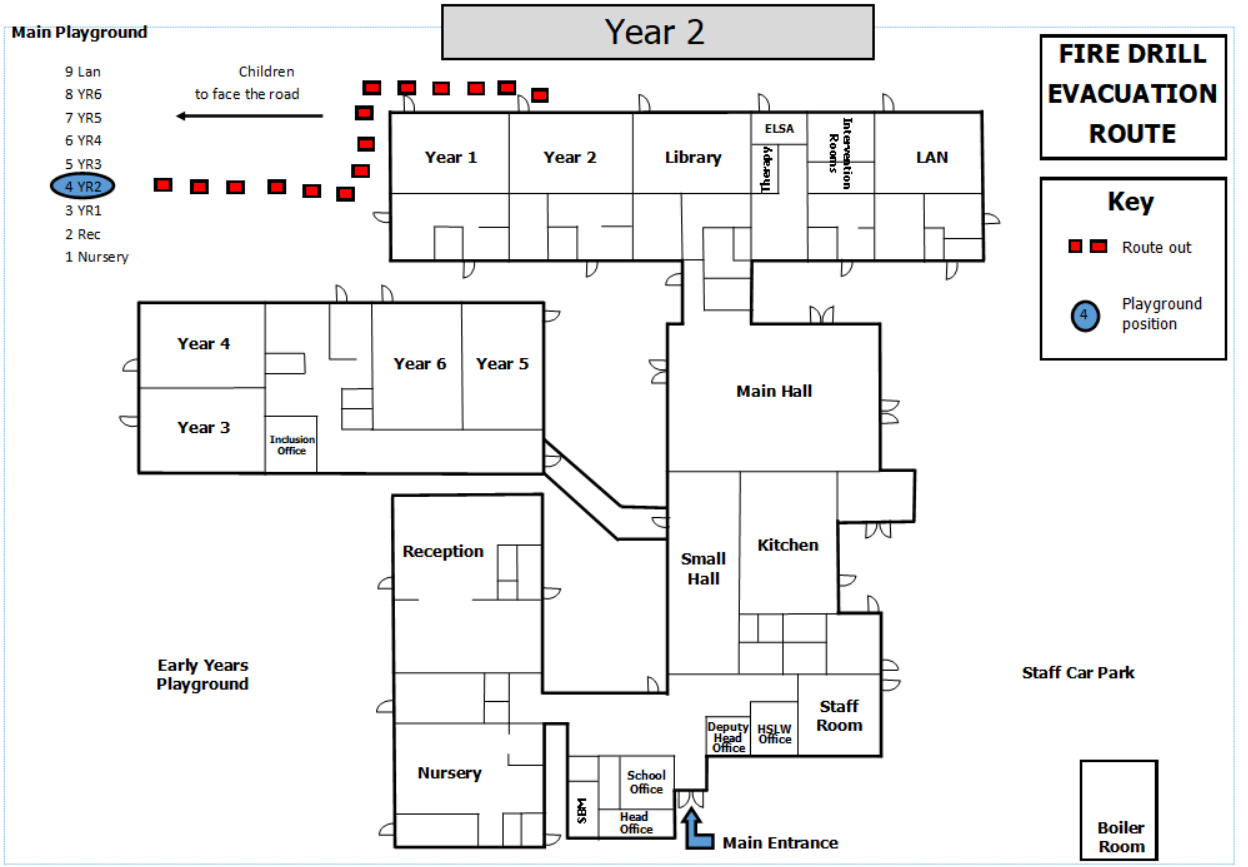 Year 2
Main Playground
9 Lan
8 YR6
7 YR5
6 YR4
5 YR3
4 YR2
3 YR1
2 Rec
1 Nursery
Children
to face the road
FIRE DRILL
EVACUATION
ROUTE
Key
Route out
4
Playground
position
Year 1
Year 2
Library
ELSA
Therapy
Intervention
Rooms
LAN
Year 4
Year 3
Inclusion
Office
Year 6
Year 5
Main Hall
Reception
Small
Hall
Kitchen
Early Years
Playground
Staff Car Park
Staff
Room
Deputy
Head
Office
HSLW
Office
Nursery
SBM
School
Office
Head
Office
Main Entrance
Boiler
Room